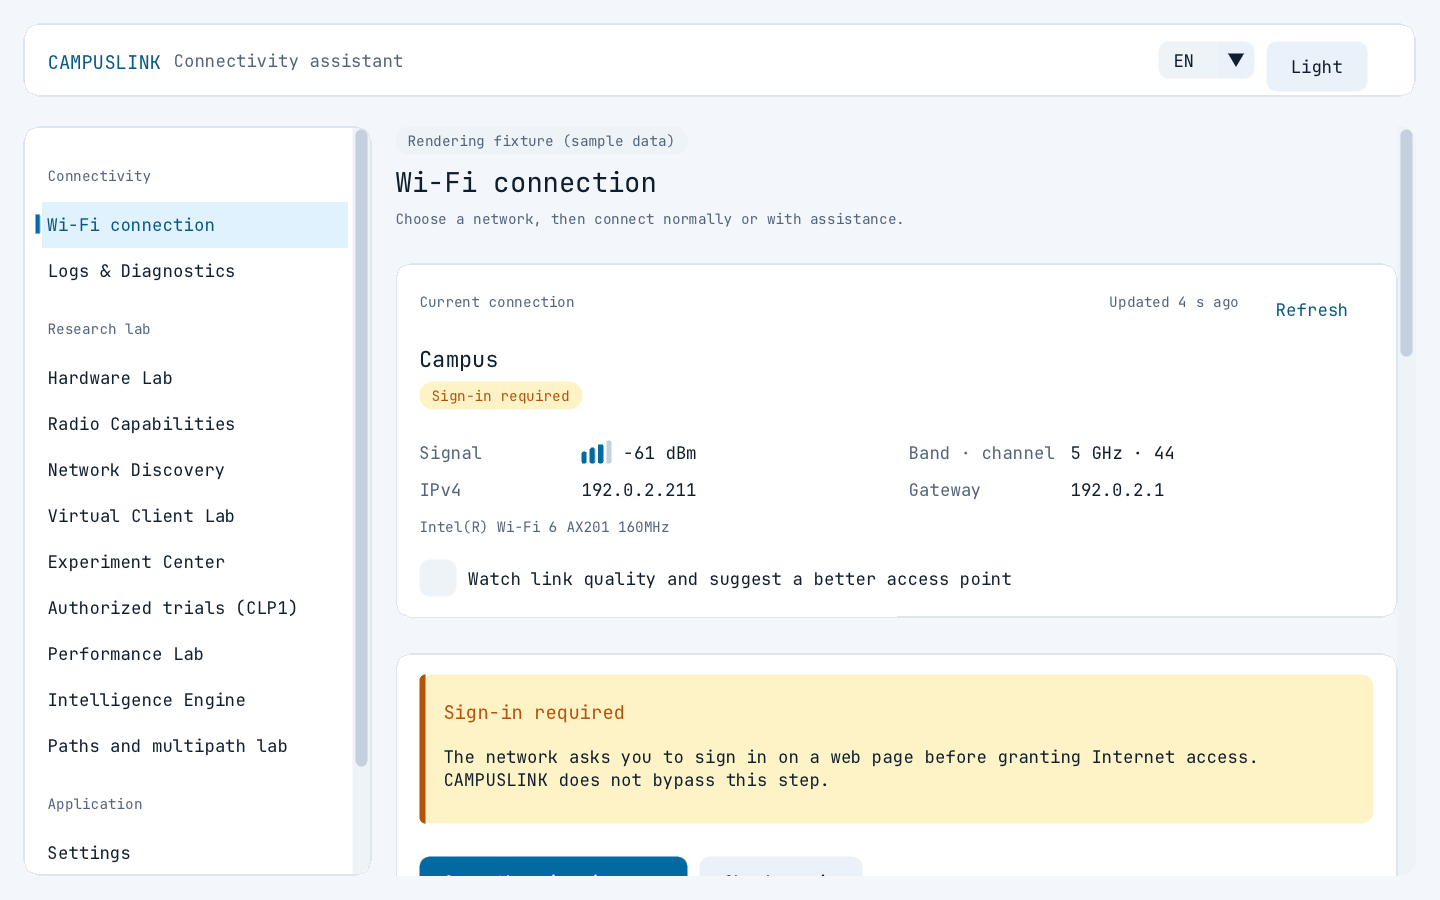 CAMPUSLINK Connectivity assistant
EN ▼
Light
Connectivity
Wi-Fi connection
Logs & Diagnostics
Research lab
Hardware Lab
Radio Capabilities
Network Discovery
Virtual Client Lab
Experiment Center
Authorized trials (CLP1)
Performance Lab
Intelligence Engine
Paths and multipath lab
Application
Settings
Rendering fixture (sample data)
Wi-Fi connection
Choose a network, then connect normally or with assistance.
Current connection
Updated 4 s ago
Refresh
Campus
Sign-in required
Signal -61 dBm
Band · channel 5 GHz · 44
IPv4 192.0.2.211
Gateway 192.0.2.1
Intel(R) Wi-Fi 6 AX201 160MHz
Watch link quality and suggest a better access point
Sign-in required
The network asks you to sign in on a web page before granting Internet access.
CAMPUSLINK does not bypass this step.